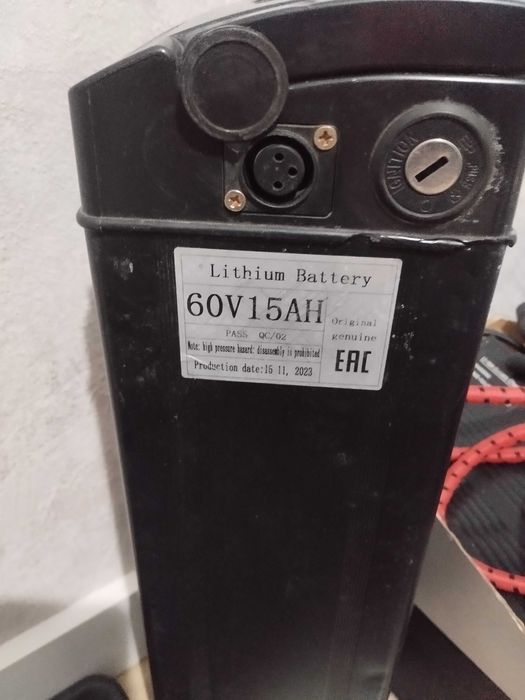 IGNITION
Lithium Battery
60V15AH
Original
genuine
PASS QC/02
Note: high pressure hazard: disassembly is prohibited
Production date:15 11, 2023
EAC